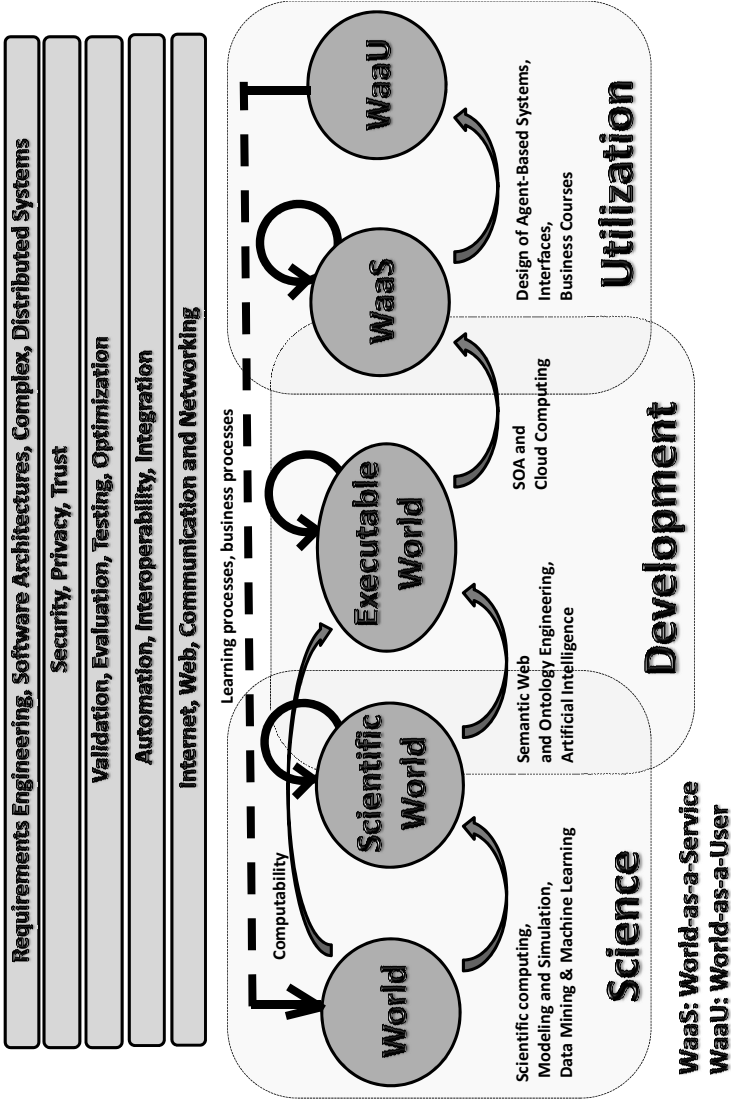 Requirements Engineering, Software Architectures, Complex, Distributed Systems
Security, Privacy, Trust
Validation, Evaluation, Testing, Optimization
Automation, Interoperability, Integration
Internet, Web, Communication and Networking
Learning processes, business processes
Computability
World
Scientific
World
Executable
World
WaaS
WaaU
Scientific computing,
Modeling and Simulation,
Data Mining & Machine Learning
Semantic Web
and Ontology Engineering,
Artificial Intelligence
SOA and
Cloud Computing
Design of Agent-Based Systems,
Interfaces,
Business Courses
Science
Development
Utilization
WaaS: World-as-a-Service
WaaU: World-as-a-User